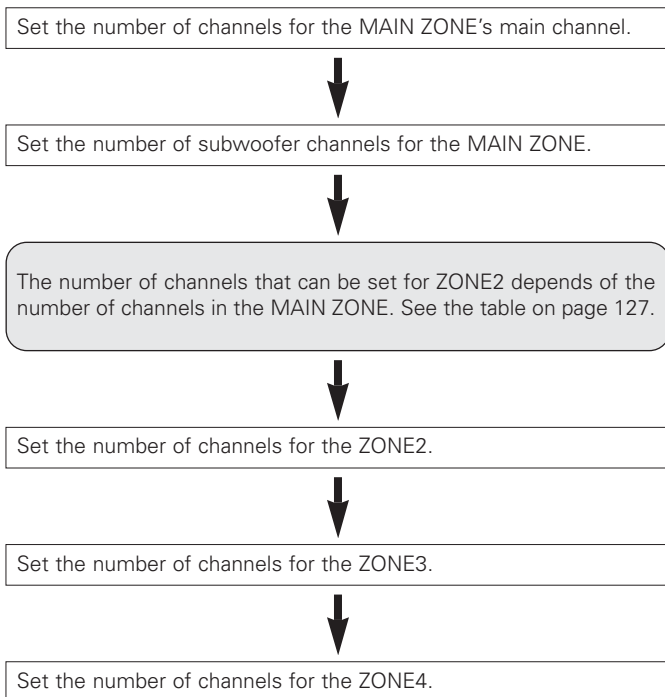 Set the number of channels for the MAIN ZONE’s main channel.
Set the number of subwoofer channels for the MAIN ZONE.
The number of channels that can be set for ZONE2 depends of the
number of channels in the MAIN ZONE. See the table on page 127.
Set the number of channels for the ZONE2.
Set the number of channels for the ZONE3.
Set the number of channels for the ZONE4.